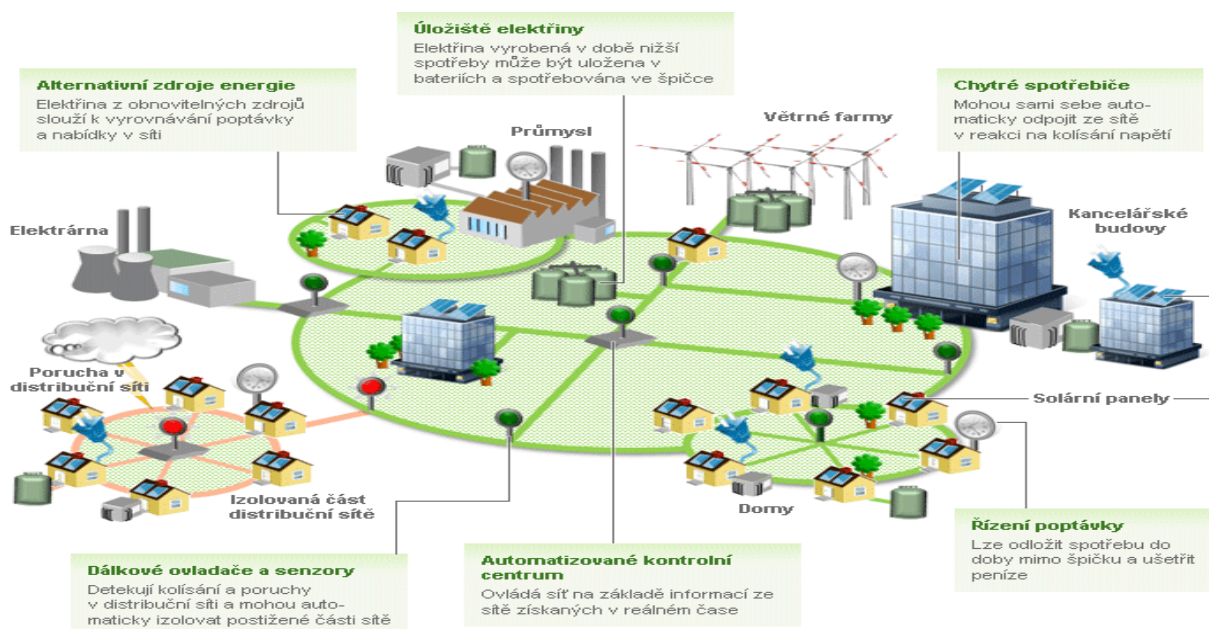 Úložiště elektřiny
Elektřina vyrobená v době nižší
spotřeby může být uložena v
bateriích a spotřebována ve špičce
Alternativní zdroje energie
Elektřina z obnovitelných zdrojů
slouží k vyrovnávání poptávky
a nabídky v síti
Chytré spotřebiče
Mohou sami sebe auto-
maticky odpojit ze sítě
v reakci na kolísání napětí
Průmysl
Větrné farmy
Elektrárna
Kancelářské
budovy
Porucha v
distribuční síti
Solární panely
Izolovaná část
distribuční sítě
Domy
Dálkové ovladače a senzory
Detekují kolísání a poruchy
v distribuční síti a mohou auto-
maticky izolovat postižené části sítě
Automatizované kontrolní
centrum
Ovládá síť na základě informací ze
sítě získaných v reálném čase
Řízení poptávky
Lze odložit spotřebu do
doby mimo špičku a ušetřit
peníze